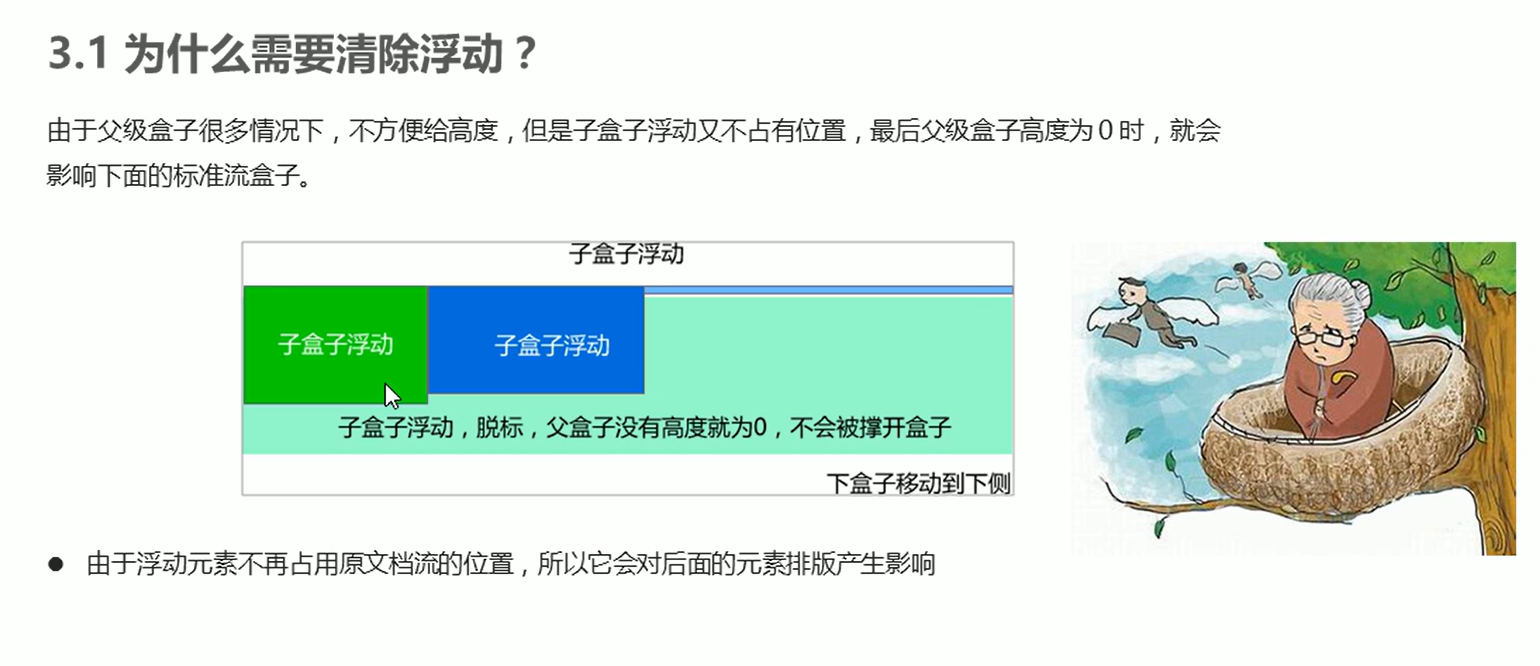 3.1 为什么需要清除浮动？
由于父级盒子很多情况下，不方便给高度，但是子盒子浮动又不占有位置，最后父级盒子高度为 0 时，就会
影响下面的标准流盒子。
子盒子浮动
子盒子浮动
子盒子浮动
子盒子浮动，脱标，父盒子没有高度就为0，不会被撑开盒子
下盒子移动到下侧
● 由于浮动元素不再占用原文档流的位置，所以它会对后面的元素排版产生影响